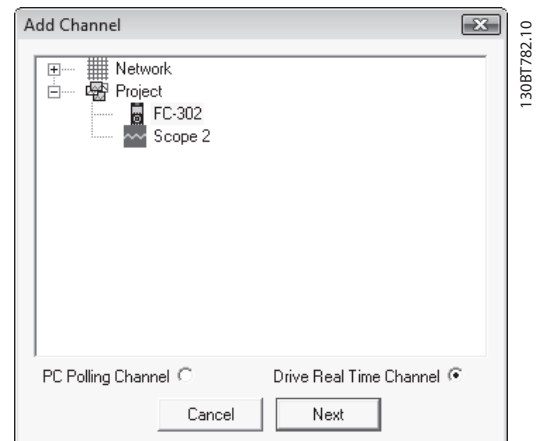 Add Channel
Network
Project
FC-302
Scope 2
PC Polling Channel
Drive Real Time Channel
Cancel
Next
130BT782.10